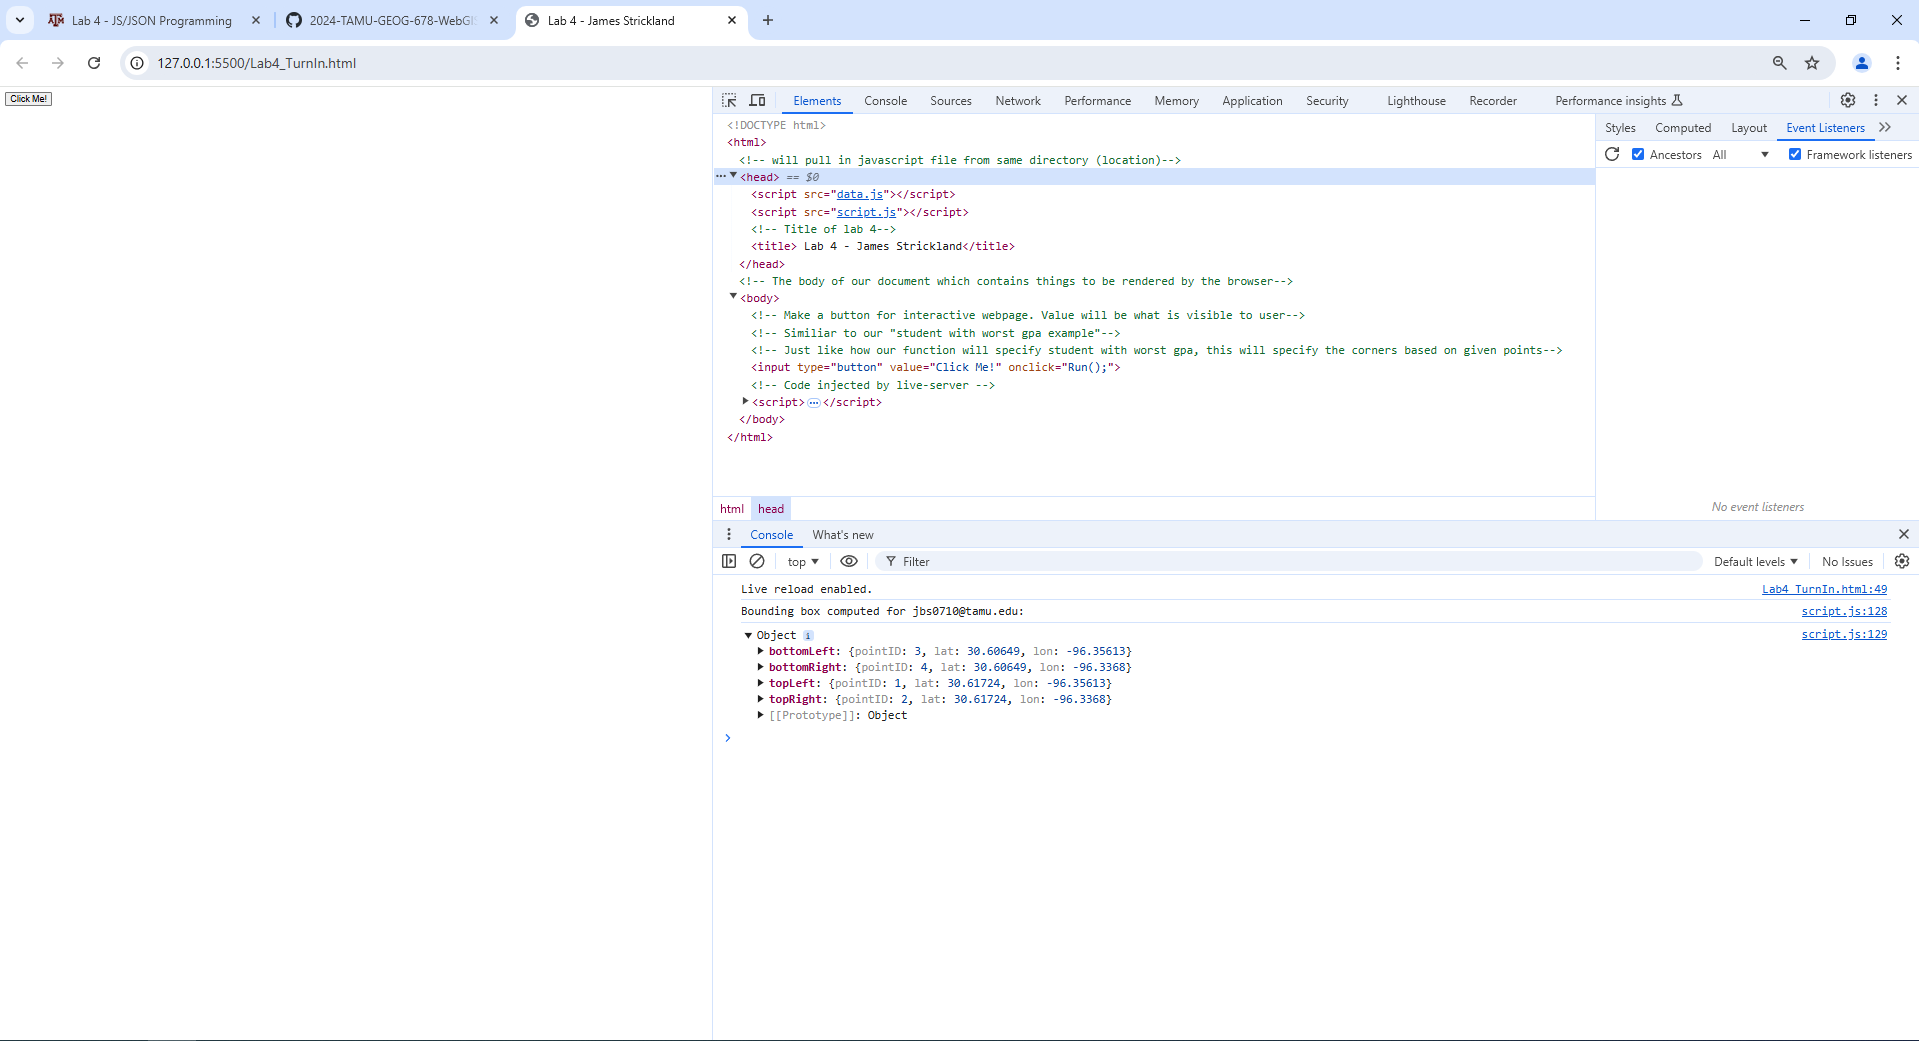 Lab 4 - JS/JSON Programming
2024-TAMU-GEOG-678-WebGIS
Lab 4 - James Strickland
127.0.0.1:5500/Lab4_TurnIn.html
Click Me!
Elements Console Sources Network Performance Memory Application Security Lighthouse Recorder Performance insights
<!DOCTYPE html>
<html>
<!-- will pull in javascript file from same directory (location)-->
<head> == $0
<script src="data.js"></script>
<script src="script.js"></script>
<!-- Title of lab 4-->
<title> Lab 4 - James Strickland</title>
</head>
<!-- The body of our document which contains things to be rendered by the browser-->
<body>
<!-- Make a button for interactive webpage. Value will be what is visible to user-->
<!-- Similiar to our "student with worst gpa example"-->
<!-- Just like how our function will specify student with worst gpa, this will specify the corners based on given points-->
<input type="button" value="Click Me!" onclick="Run();">
<!-- Code injected by live-server -->
<script>…</script>
</body>
</html>
html head
Styles Computed Layout Event Listeners
Ancestors All Framework listeners
No event listeners
Console What's new
top Filter Default levels No Issues
Live reload enabled. Lab4_TurnIn.html:49
Bounding box computed for jbs0710@tamu.edu: script.js:128
Object i script.js:129
bottomLeft: {pointID: 3, lat: 30.60649, lon: -96.35613}
bottomRight: {pointID: 4, lat: 30.60649, lon: -96.3368}
topLeft: {pointID: 1, lat: 30.61724, lon: -96.35613}
topRight: {pointID: 2, lat: 30.61724, lon: -96.3368}
[[Prototype]]: Object